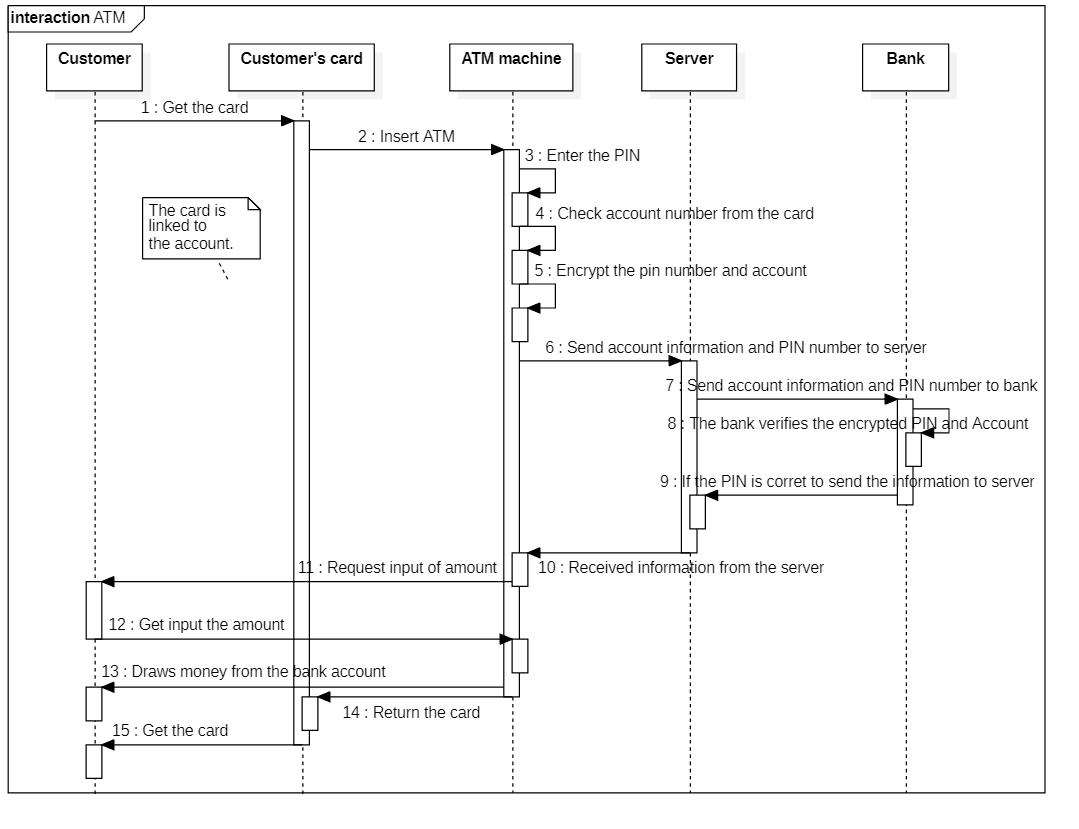 interaction ATM
Customer
Customer's card
ATM machine
Server
Bank
1 : Get the card
2 : Insert ATM
3 : Enter the PIN
The card is
linked to
the account.
4 : Check account number from the card
5 : Encrypt the pin number and account
6 : Send account information and PIN number to server
7 : Send account information and PIN number to bank
8 : The bank verifies the encrypted PIN and Account
9 : If the PIN is corret to send the information to server
10 : Received information from the server
11 : Request input of amount
12 : Get input the amount
13 : Draws money from the bank account
14 : Return the card
15 : Get the card